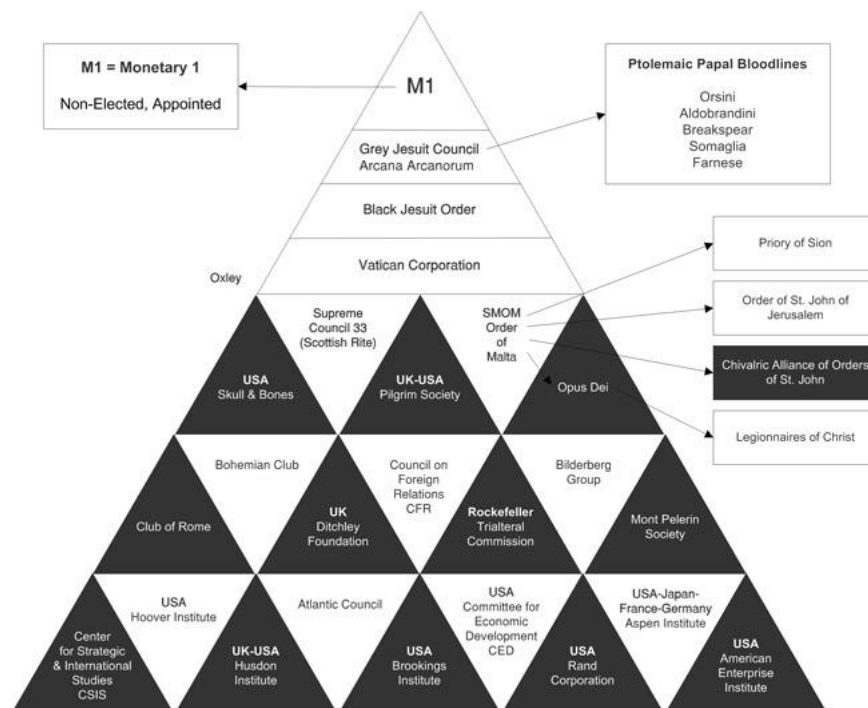 M1 = Monetary 1
Non-Elected, Appointed
M1
Ptolemaic Papal Bloodlines
Orsini
Aldobrandini
Breakspear
Somaglia
Farnese
Grey Jesuit Council
Arcana Arcanorum
Black Jesuit Order
Vatican Corporation
Oxley
Supreme
Council 33
(Scottish Rite)
SMOM
Order
of
Malta
Priory of Sion
Order of St. John of
Jerusalem
Chivalric Alliance of Orders
of St. John
Legionnaires of Christ
USA
Skull & Bones
UK-USA
Pilgrim Society
Opus Dei
Bohemian Club
Council on
Foreign
Relations
CFR
Bilderberg
Group
Club of Rome
UK
Ditchley
Foundation
Rockefeller
Trialteral
Commission
Mont Pelerin
Society
USA
Hoover Institute
Atlantic Council
USA
Committee for
Economic
Development
CED
USA-Japan-
France-Germany
Aspen Institute
Center
for Strategic
& International
Studies
CSIS
UK-USA
Husdon
Institute
USA
Brookings
Institute
USA
Rand
Corporation
USA
American
Enterprise
Institute